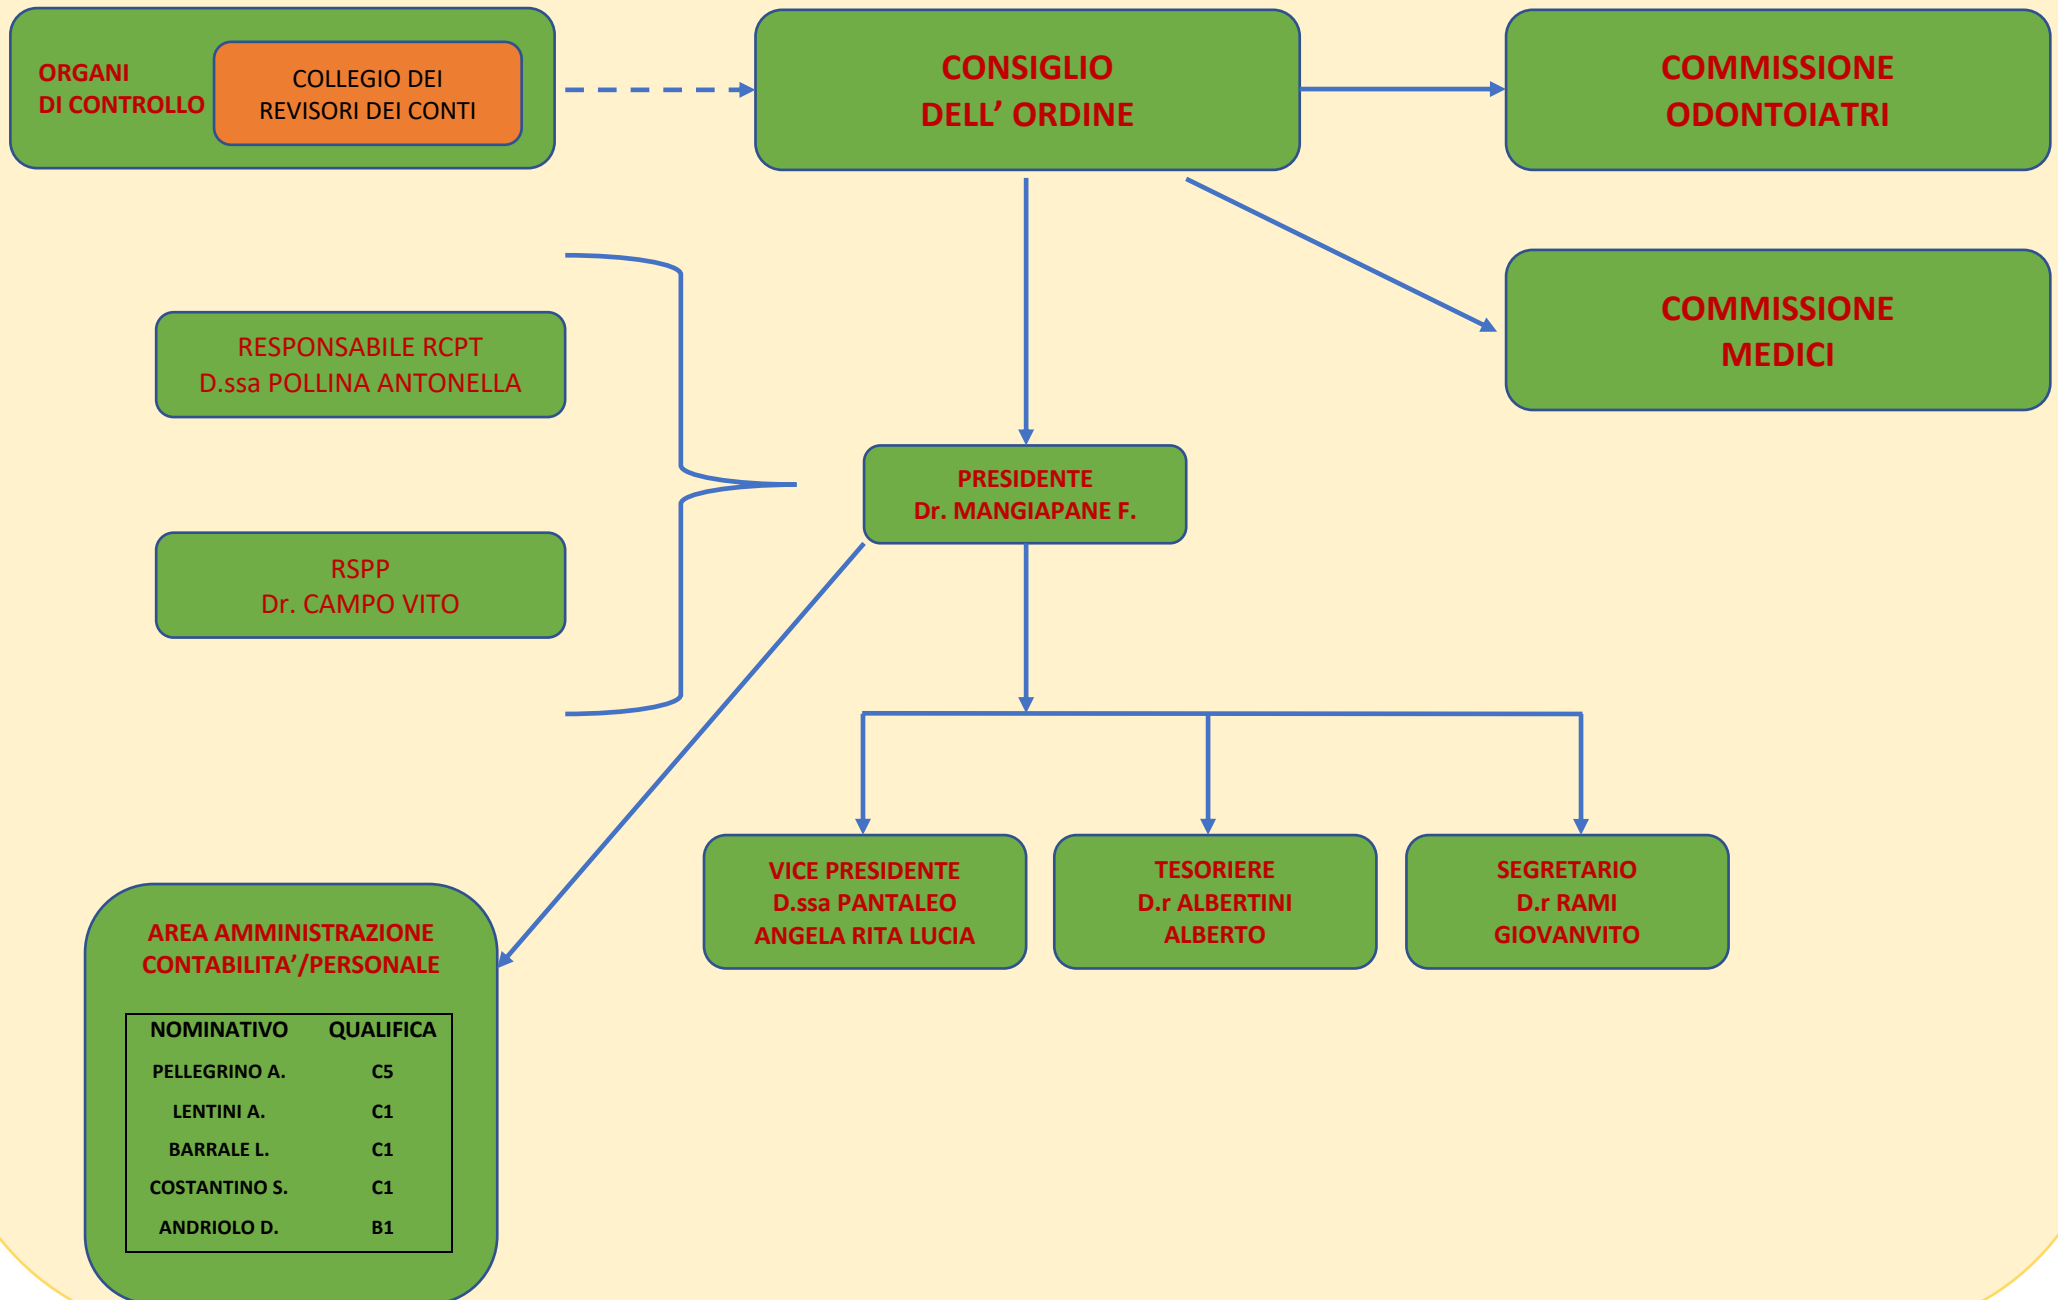 ORGANI
DI CONTROLLO
COLLEGIO DEI
REVISORI DEI CONTI
CONSIGLIO
DELL’ ORDINE
COMMISSIONE
ODONTOIATRI
COMMISSIONE
MEDICI
RESPONSABILE RCPT
D.ssa POLLINA ANTONELLA
PRESIDENTE
Dr. MANGIAPANE F.
RSPP
Dr. CAMPO VITO
VICE PRESIDENTE
D.ssa PANTALEO
ANGELA RITA LUCIA
TESORIERE
D.r ALBERTINI
ALBERTO
SEGRETARIO
D.r RAMI
GIOVANVITO
AREA AMMINISTRAZIONE
CONTABILITA’/PERSONALE
NOMINATIVO QUALIFICA
PELLEGRINO A. C5
LENTINI A. C1
BARRALE L. C1
COSTANTINO S. C1
ANDRIOLO D. B1